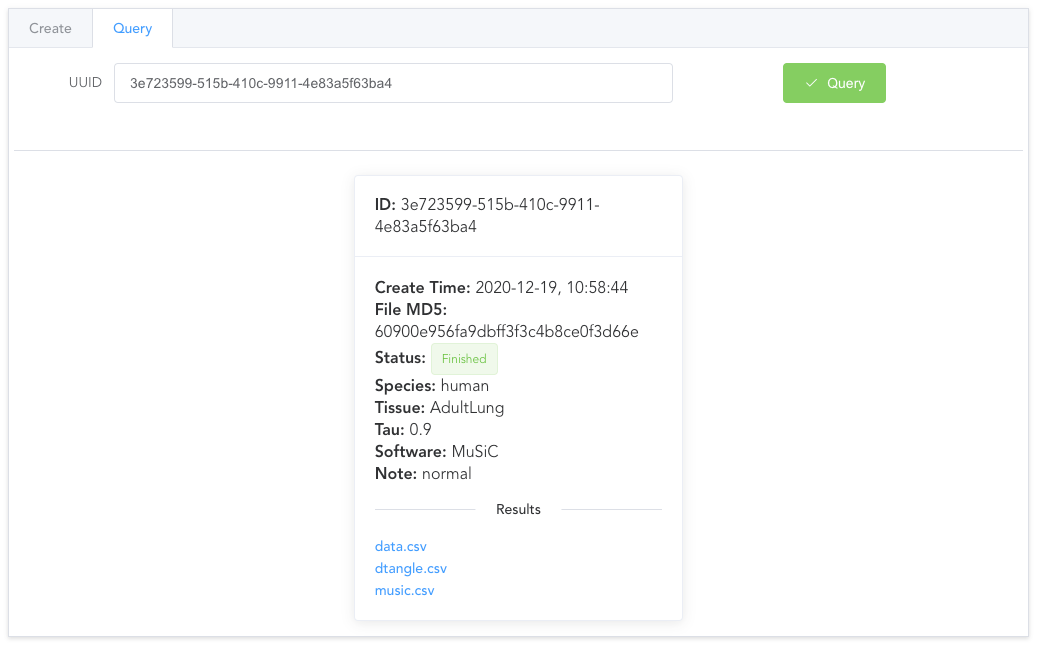 Create Query
UUID 3e723599-515b-410c-9911-4e83a5f63ba4 Query
ID: 3e723599-515b-410c-9911-
4e83a5f63ba4
Create Time: 2020-12-19, 10:58:44
File MD5:
60900e956fa9dbff3f3c4b8ce0f3d66e
Status: Finished
Species: human
Tissue: AdultLung
Tau: 0.9
Software: MuSiC
Note: normal
Results
data.csv
dtangle.csv
music.csv